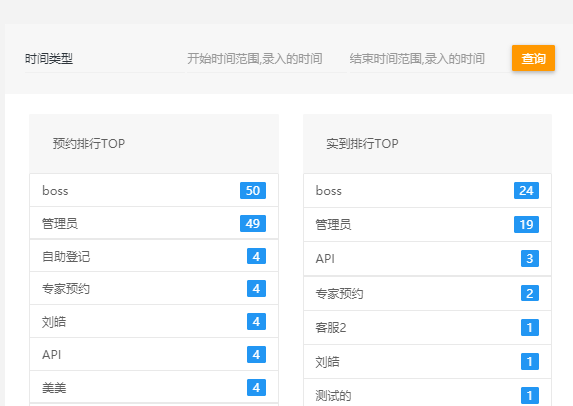 时间类型 开始时间范围,录入的时间 结束时间范围,录入的时间 查询
预约排行TOP
boss 50
管理员 49
自助登记 4
专家预约 4
刘皓 4
API 4
美美 4
实到排行TOP
boss 24
管理员 19
API 3
专家预约 2
客服2 1
刘皓 1
测试的 1